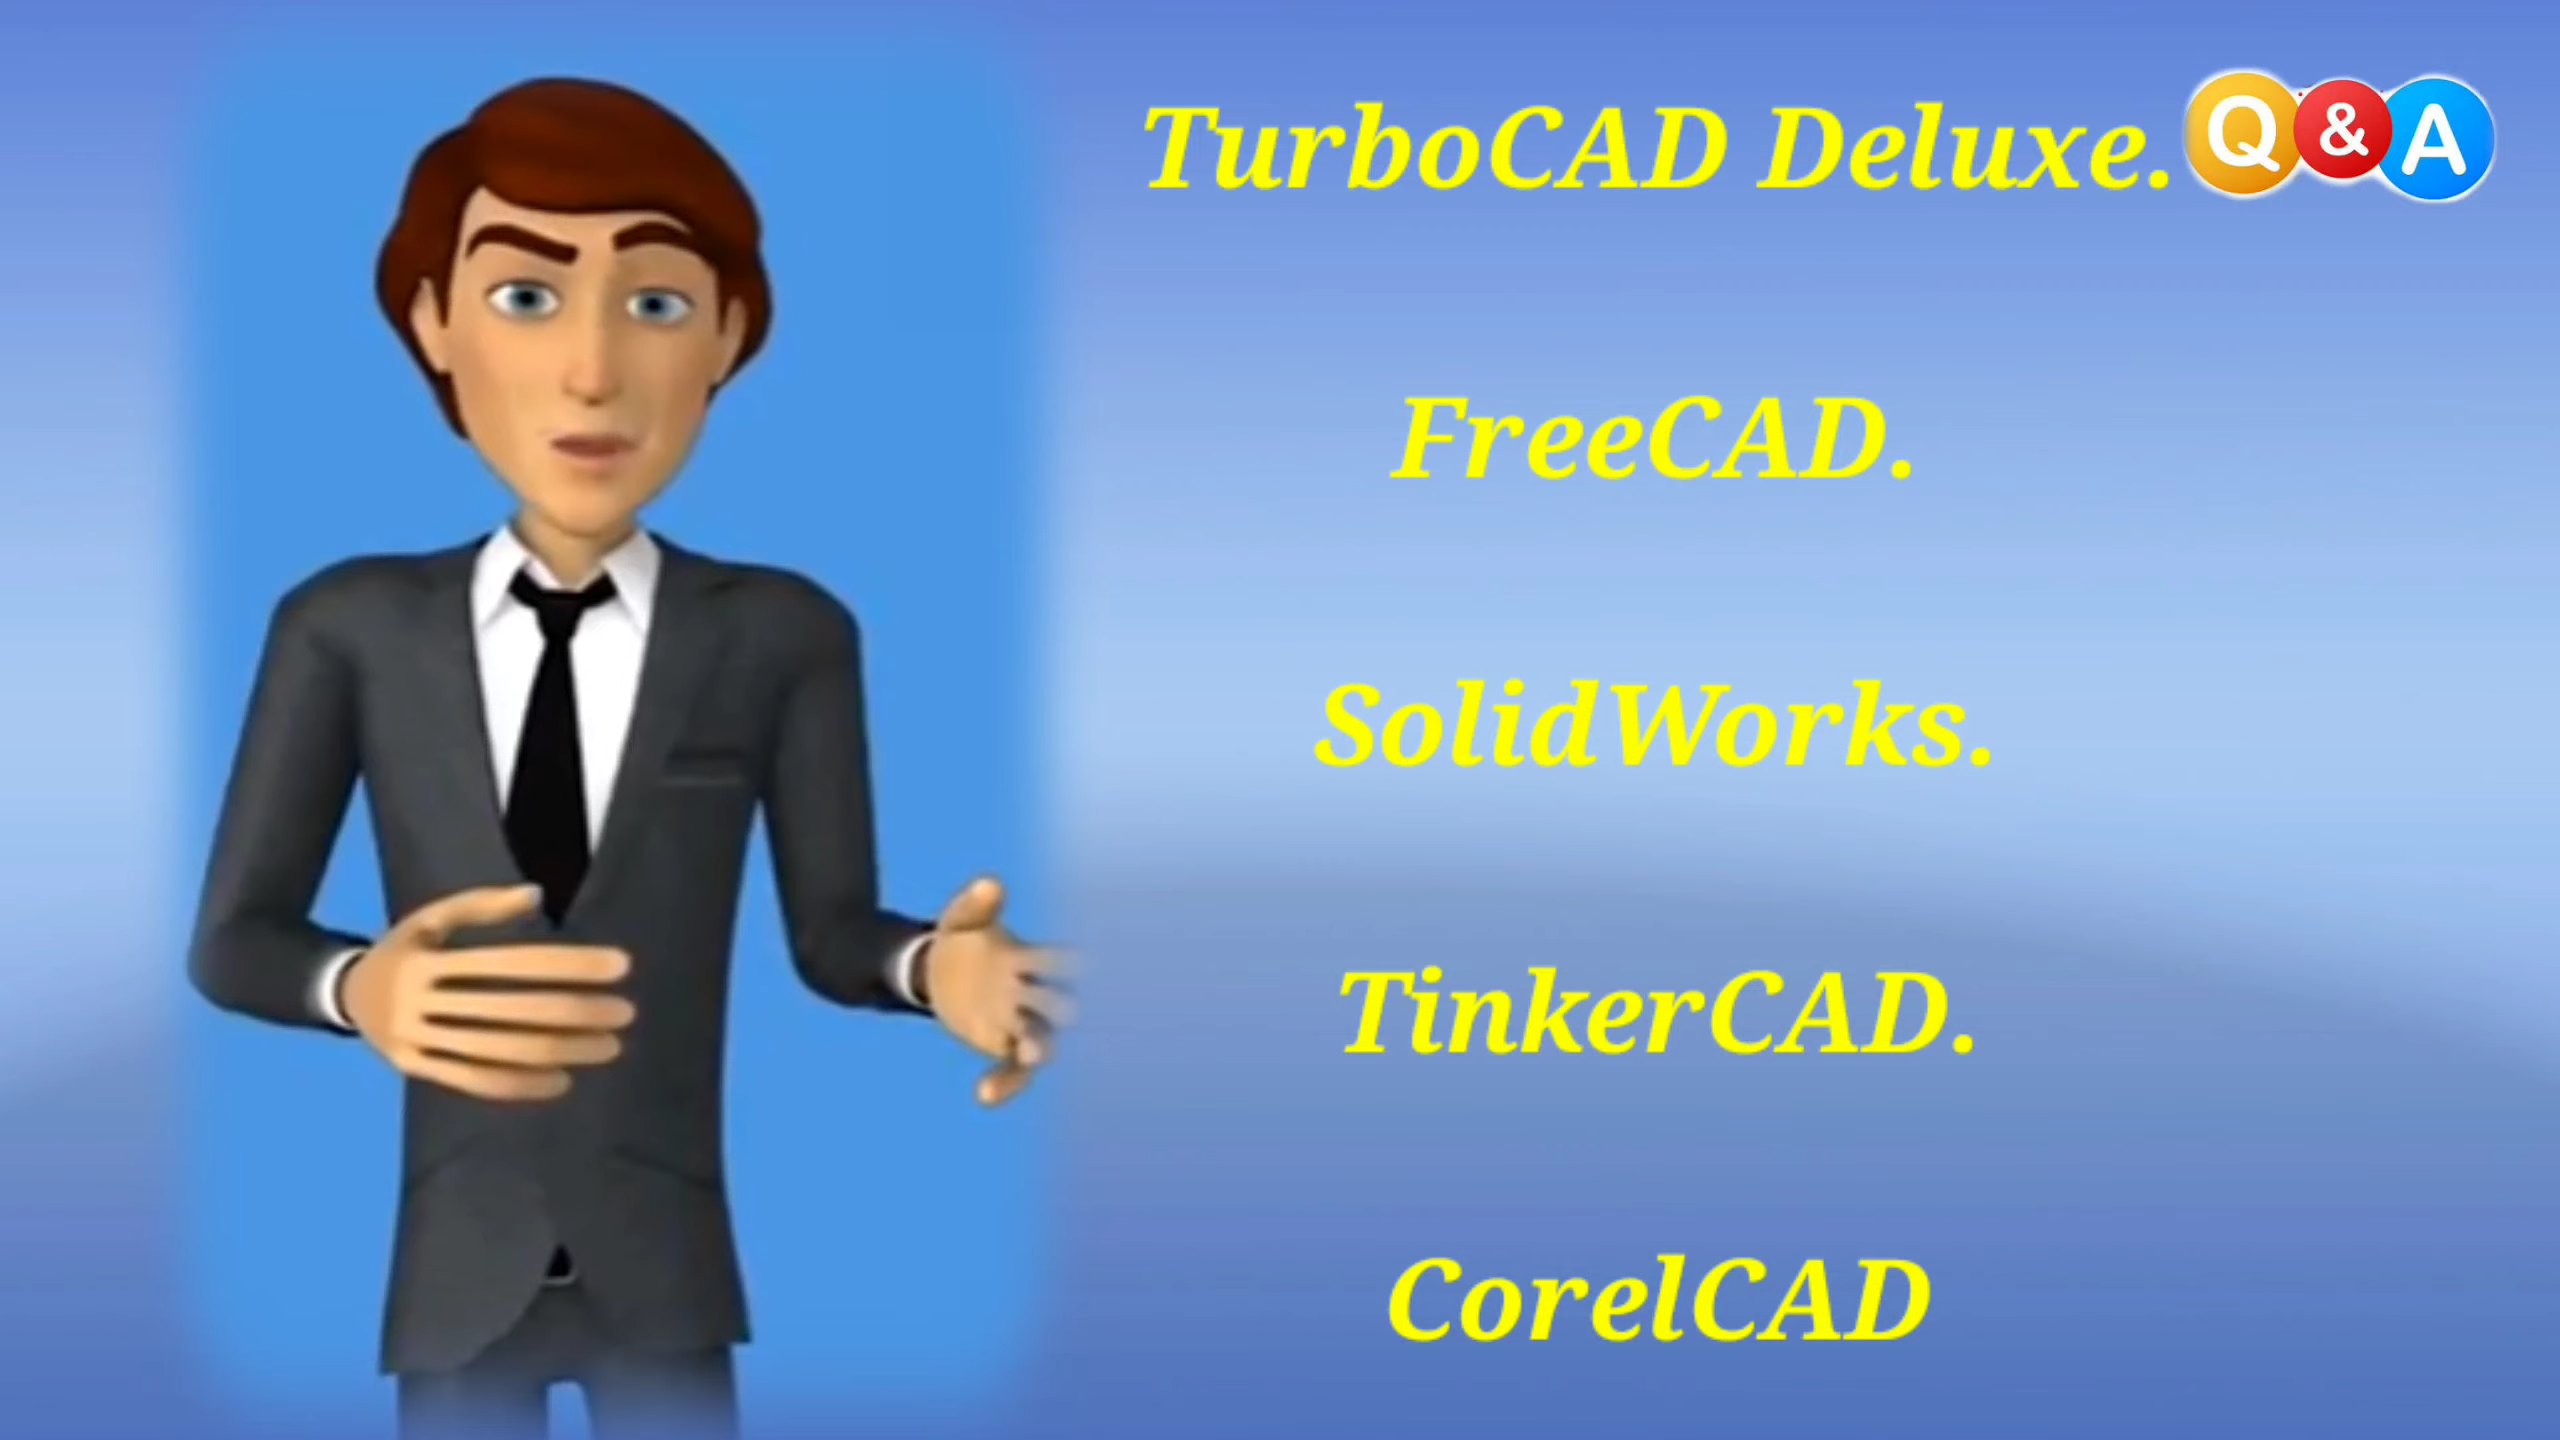 TurboCAD Deluxe.
Q&A
FreeCAD.
SolidWorks.
TinkerCAD.
CorelCAD